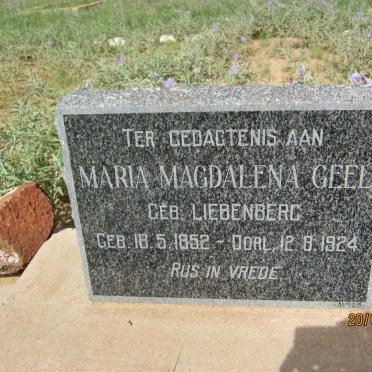 TER GEDAGTENIS AAN
MARIA MAGDALENA GEEL
GEB. LIEBENBERG
GEB. 18.5.1852 - OORL. 12.8.1924
RUS IN VREDE
20/